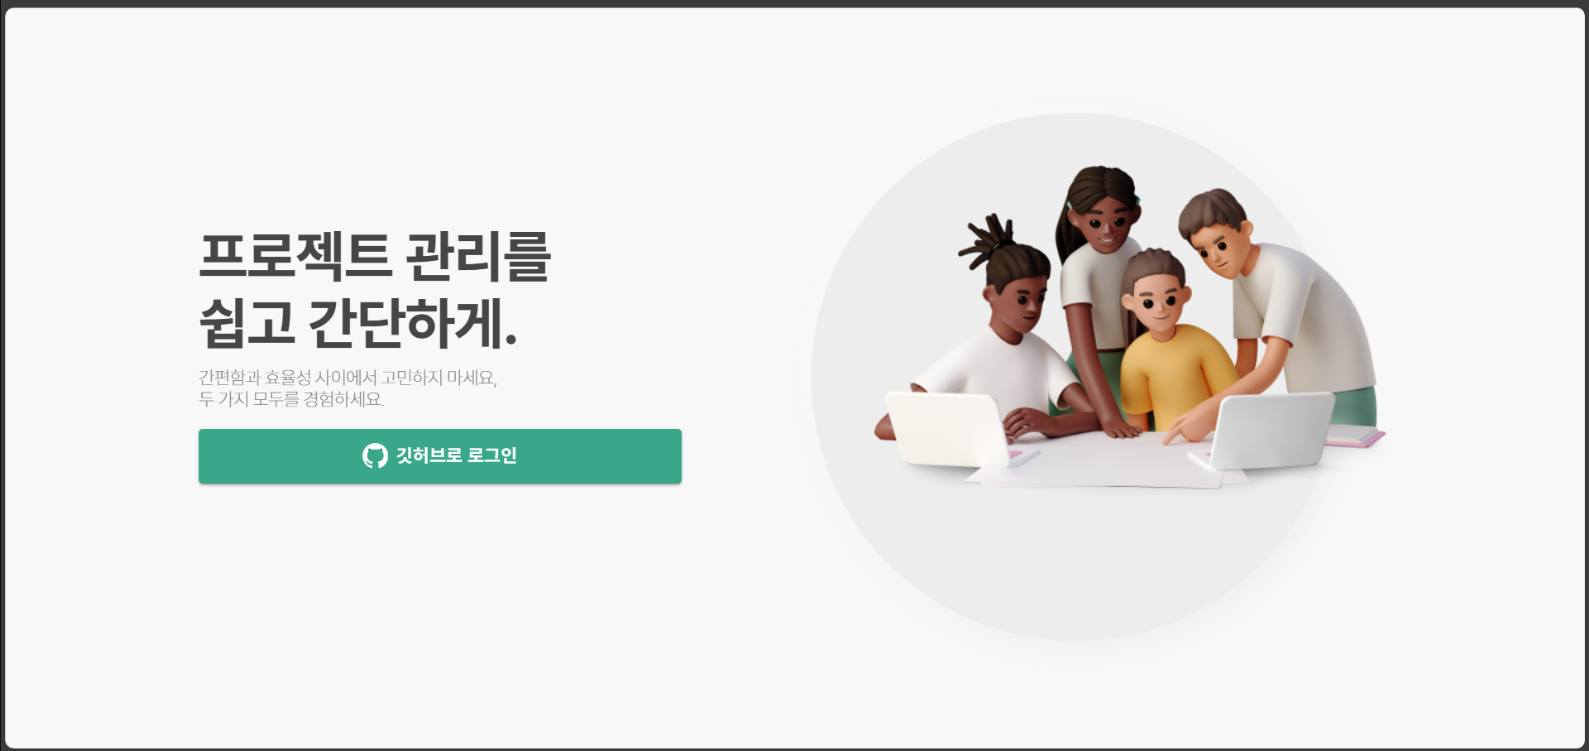 프로젝트 관리를
쉽고 간단하게.
간편함과 효율성 사이에서 고민하지 마세요,
두 가지 모두를 경험하세요.
깃허브로 로그인